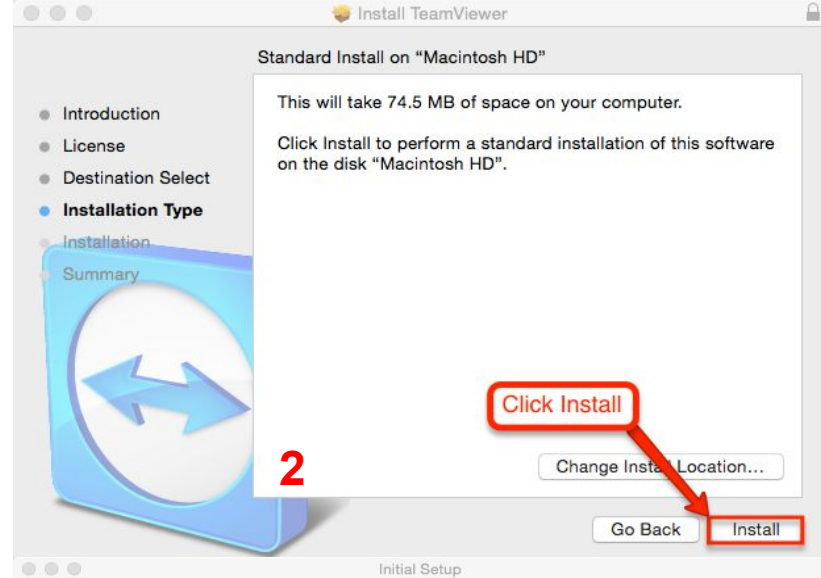 Install TeamViewer
Standard Install on “Macintosh HD”
Introduction
License
Destination Select
Installation Type
Installation
Summary
This will take 74.5 MB of space on your computer.
Click Install to perform a standard installation of this software
on the disk “Macintosh HD”.
Click Install
2
Change Install Location...
Go Back
Install
Initial Setup